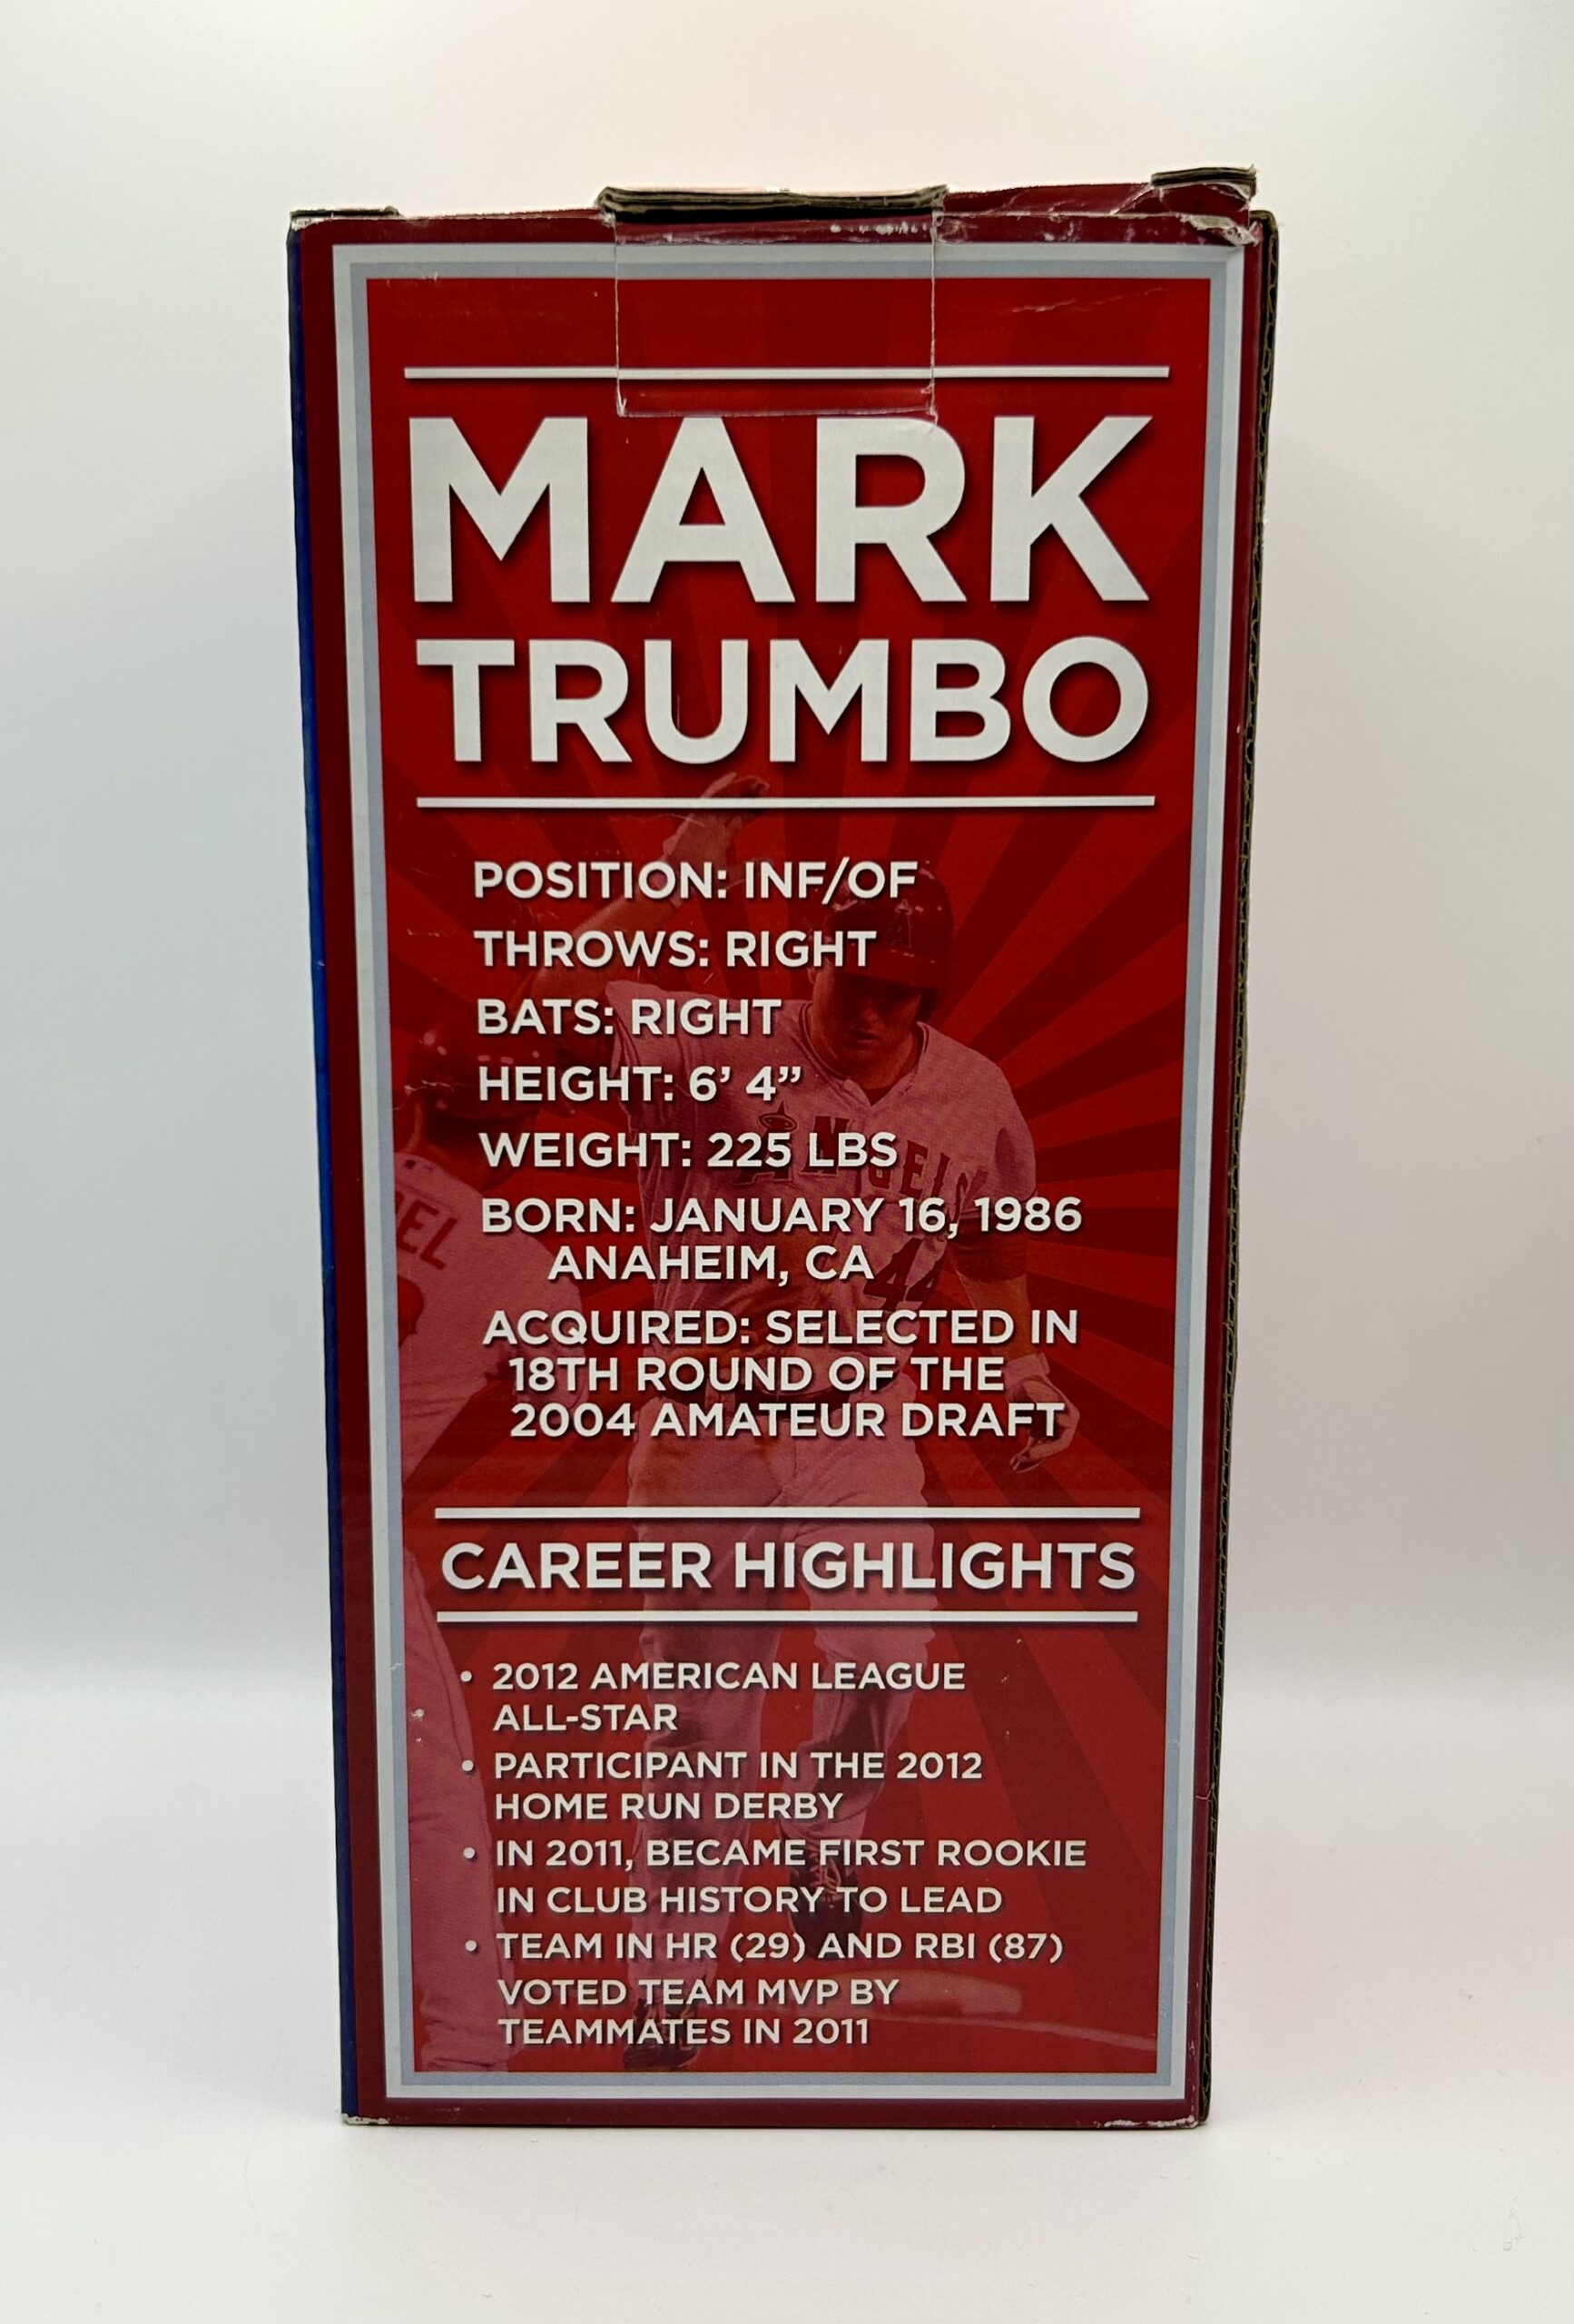 MARK
TRUMBO
POSITION: INF/OF
THROWS: RIGHT
BATS: RIGHT
HEIGHT: 6’ 4”
WEIGHT: 225 LBS
BORN: JANUARY 16, 1986
ANAHEIM, CA
ACQUIRED: SELECTED IN
18TH ROUND OF THE
2004 AMATEUR DRAFT
CAREER HIGHLIGHTS
• 2012 AMERICAN LEAGUE
ALL-STAR
• PARTICIPANT IN THE 2012
HOME RUN DERBY
• IN 2011, BECAME FIRST ROOKIE
IN CLUB HISTORY TO LEAD
• TEAM IN HR (29) AND RBI (87)
VOTED TEAM MVP BY
TEAMMATES IN 2011
ANGELS
44